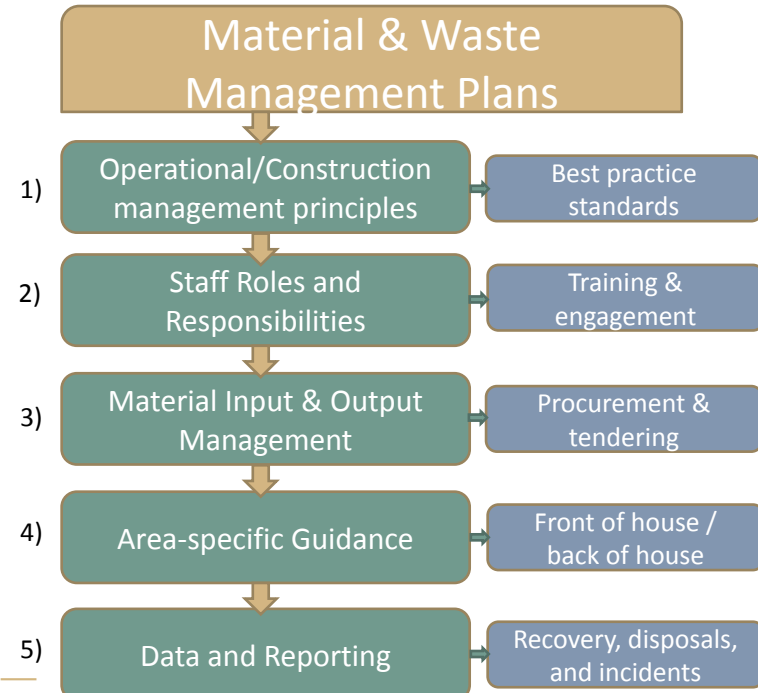 Material & Waste
Management Plans
1)
Operational/Construction
management principles
Best practice
standards
2)
Staff Roles and
Responsibilities
Training &
engagement
3)
Material Input & Output
Management
Procurement &
tendering
4)
Area-specific Guidance
Front of house /
back of house
5)
Data and Reporting
Recovery, disposals,
and incidents